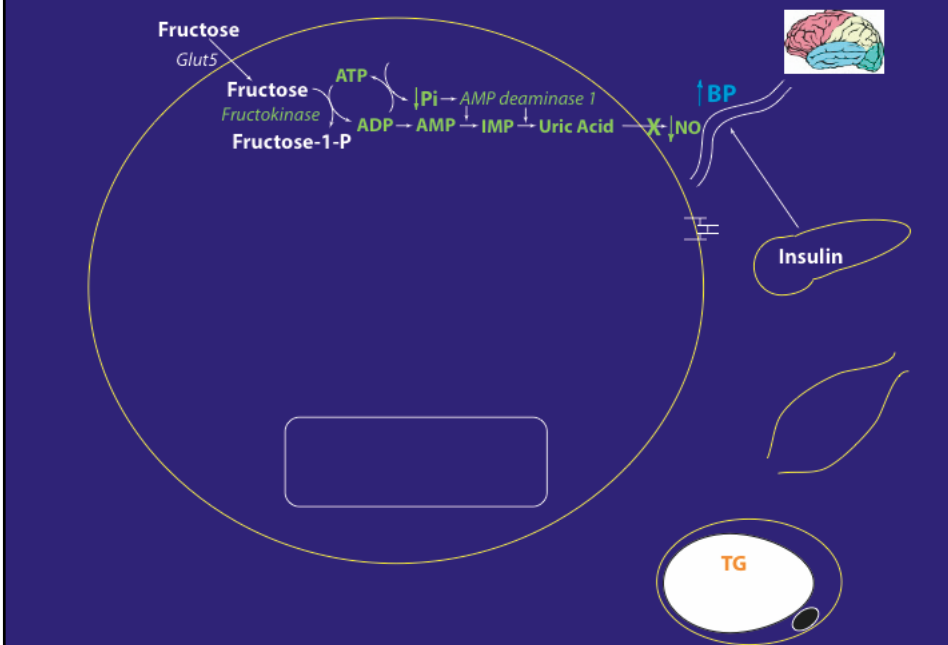 Fructose
Glut5
Fructose
Fructokinase
Fructose-1-P
ATP
ADP
AMP
IMP
Uric Acid
X
↓NO
↓Pi
AMP deaminase 1
↑BP
Insulin
TG